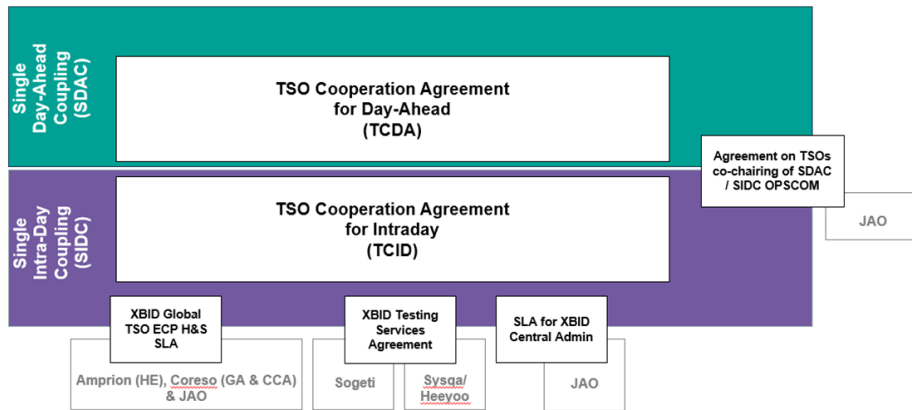 Single
Day-Ahead
Coupling
(SDAC)
TSO Cooperation Agreement
for Day-Ahead
(TCDA)
Agreement on TSOs
co-chairing of SDAC
/ SIDC OPSCOM
JAO
Single
Intra-Day
Coupling
(SIDC)
TSO Cooperation Agreement
for Intraday
(TCID)
XBID Global
TSO ECP H&S
SLA
Amprion (HE), Coreso (GA & CCA)
& JAO
XBID Testing
Services
Agreement
Sogeti
Sysqa/
Heeyoo
SLA for XBID
Central Admin
JAO